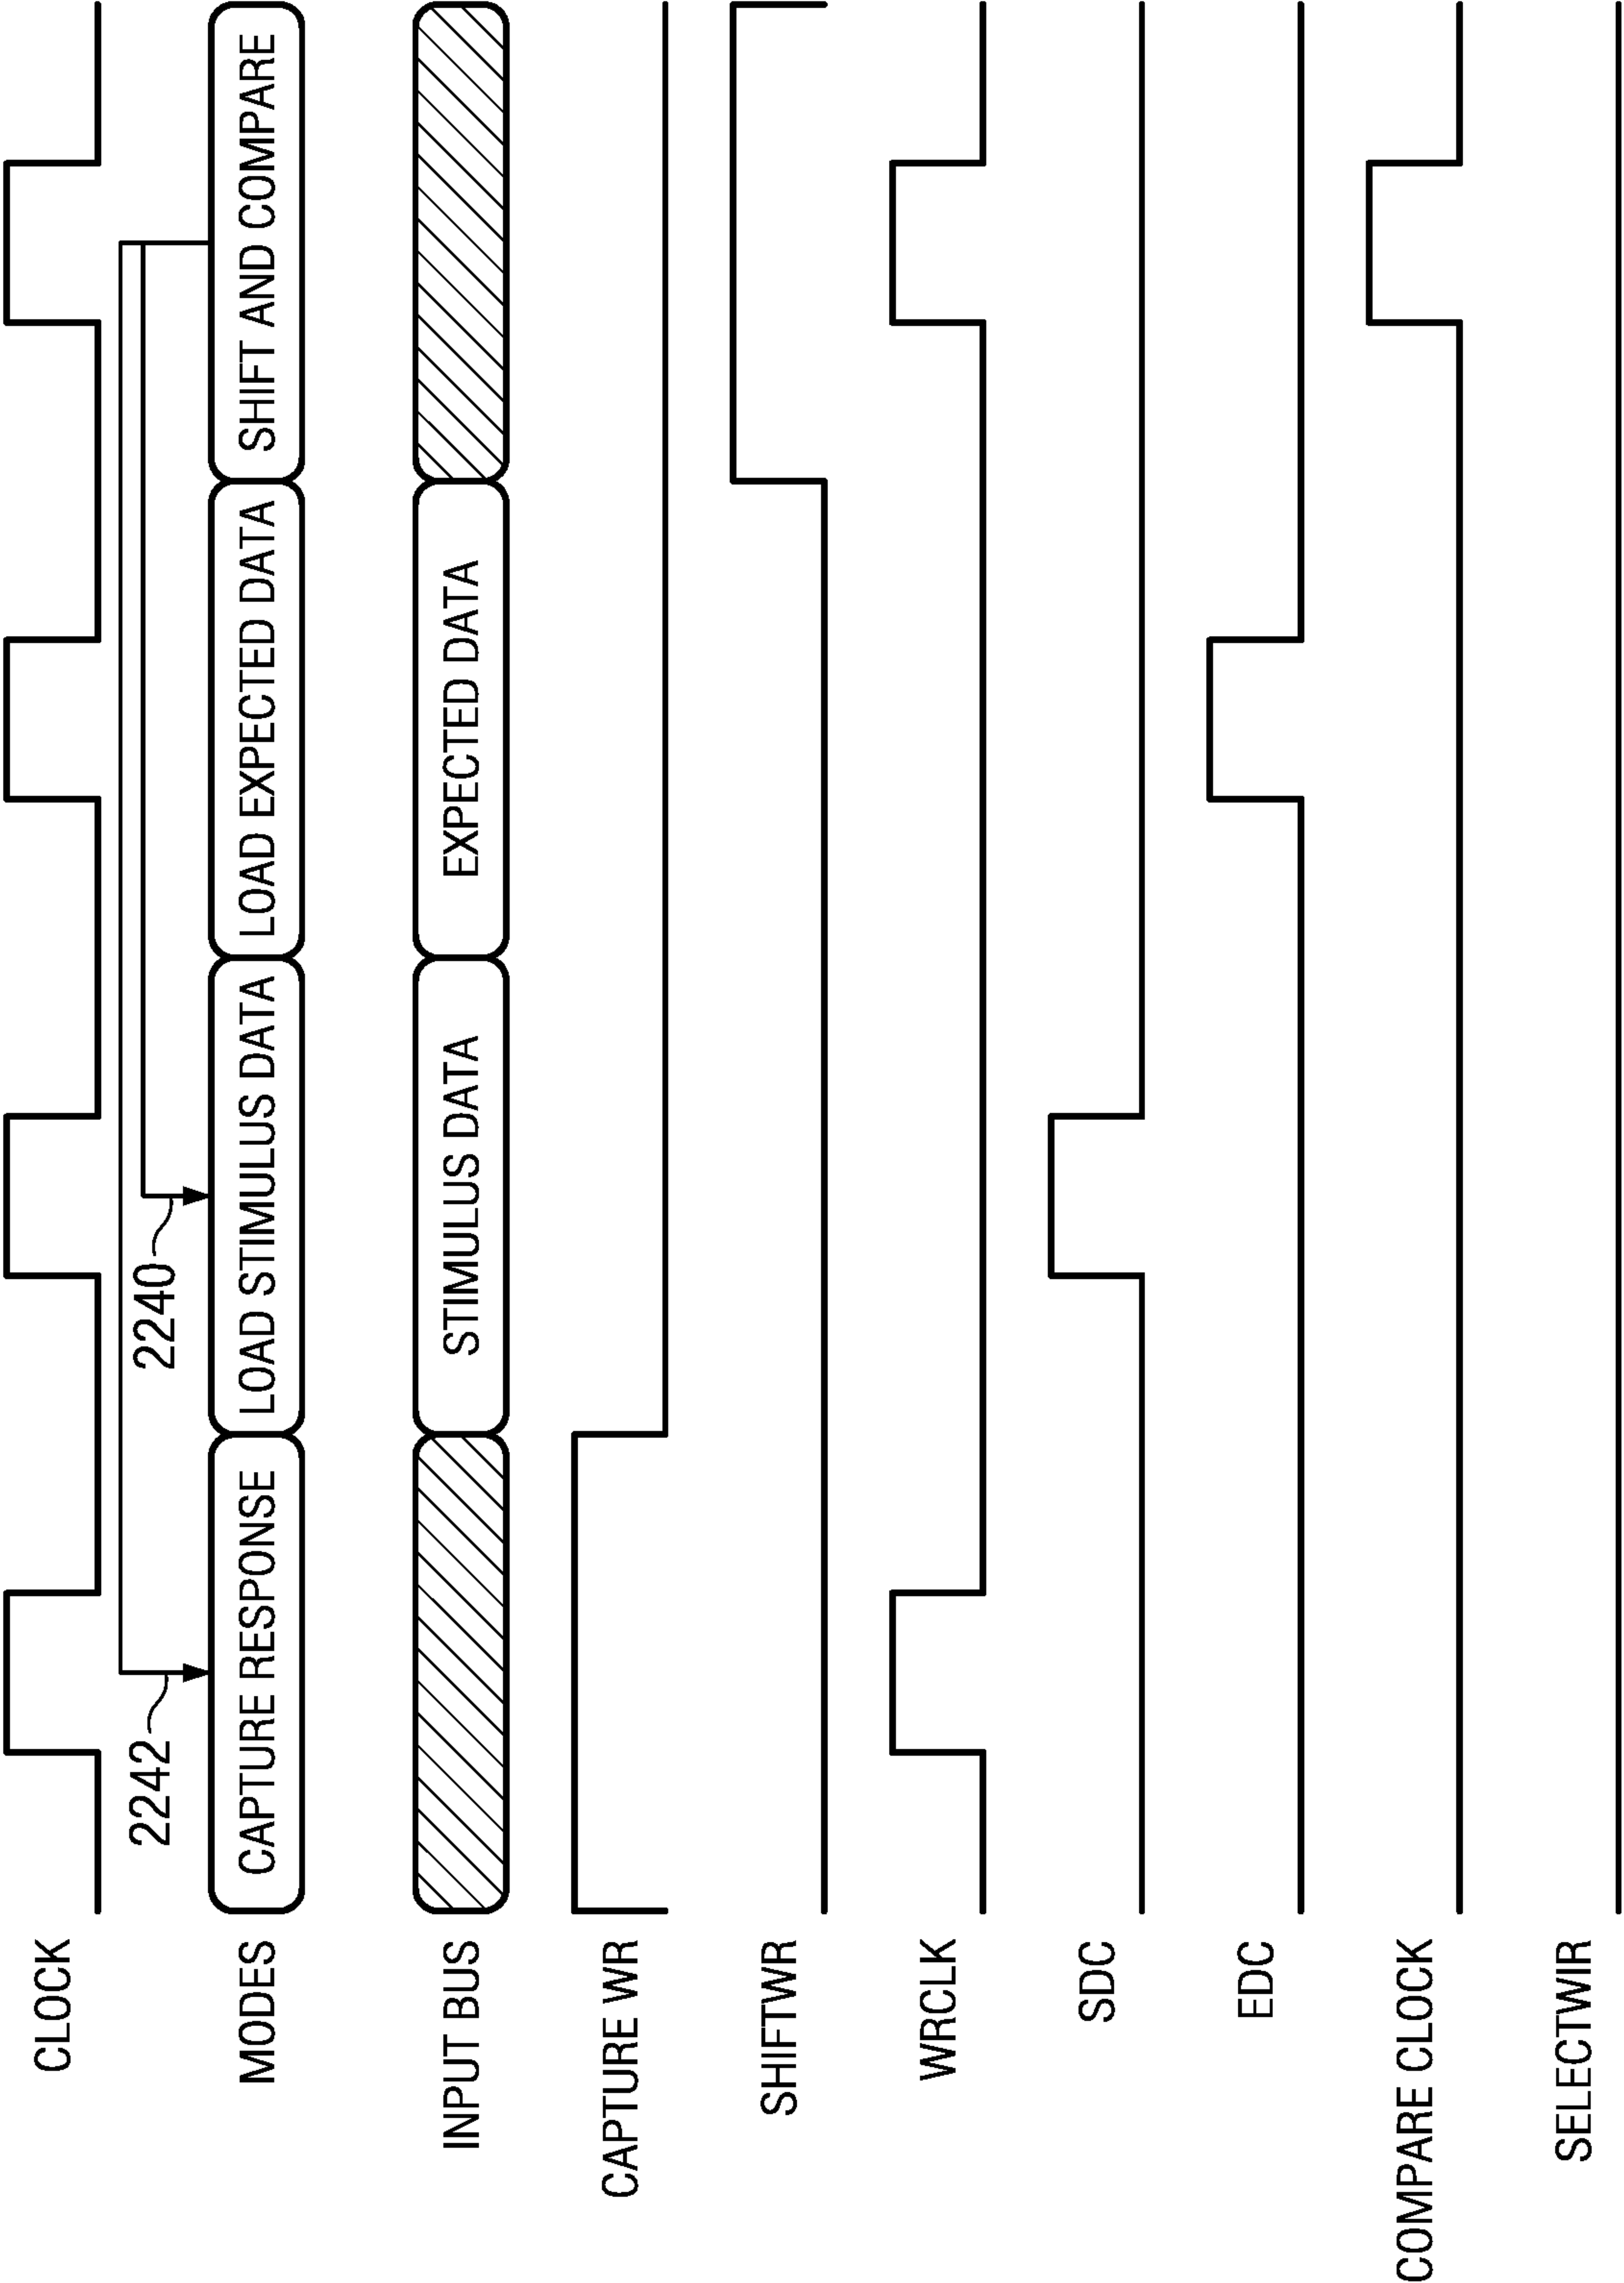 CLOCK
2242
2240
MODES
CAPTURE RESPONSE
LOAD STIMULUS DATA
LOAD EXPECTED DATA
SHIFT AND COMPARE
INPUT BUS
STIMULUS DATA
EXPECTED DATA
CAPTURE WR
SHIFTWR
WRCLK
SDC
EDC
COMPARE CLOCK
SELECTWIR